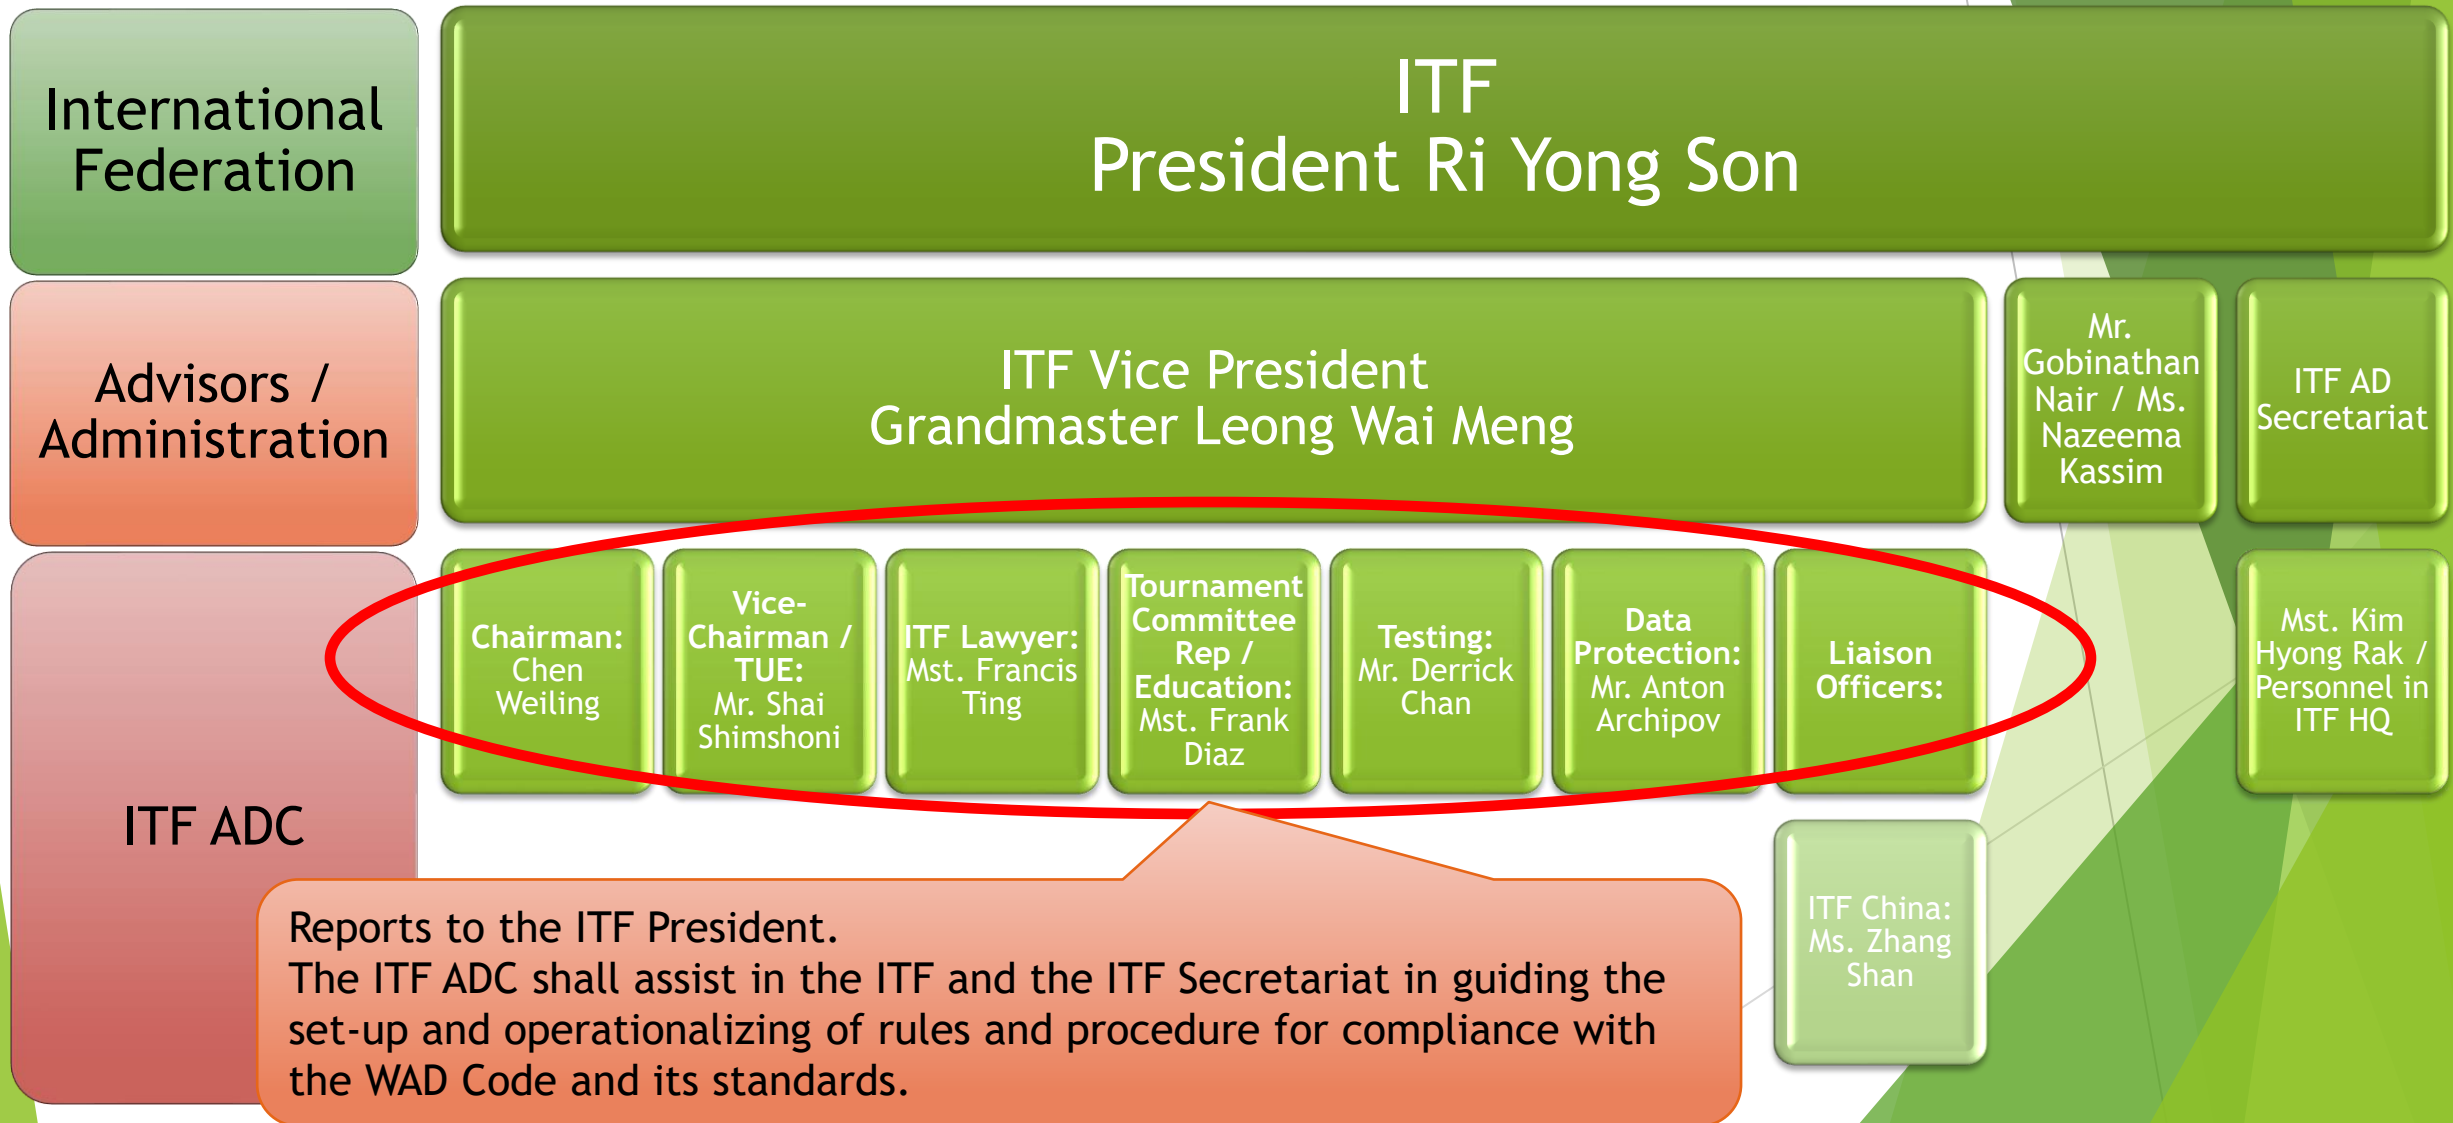 International
Federation
ITF
President Ri Yong Son
Advisors /
Administration
ITF Vice President
Grandmaster Leong Wai Meng
Mr.
Gobinathan
Nair / Ms.
Nazeema
Kassim
ITF AD
Secretariat
ITF ADC
Chairman:
Chen
Weiling
Vice-
Chairman /
TUE:
Mr. Shai
Shimshoni
ITF Lawyer:
Mst. Francis
Ting
Tournament
Committee
Rep /
Education:
Mst. Frank
Diaz
Testing:
Mr. Derrick
Chan
Data
Protection:
Mr. Anton
Archipov
Liaison
Officers:
Mst. Kim
Hyong Rak /
Personnel in
ITF HQ
ITF China:
Ms. Zhang
Shan
Reports to the ITF President.
The ITF ADC shall assist in the ITF and the ITF Secretariat in guiding the
set-up and operationalizing of rules and procedure for compliance with
the WAD Code and its standards.